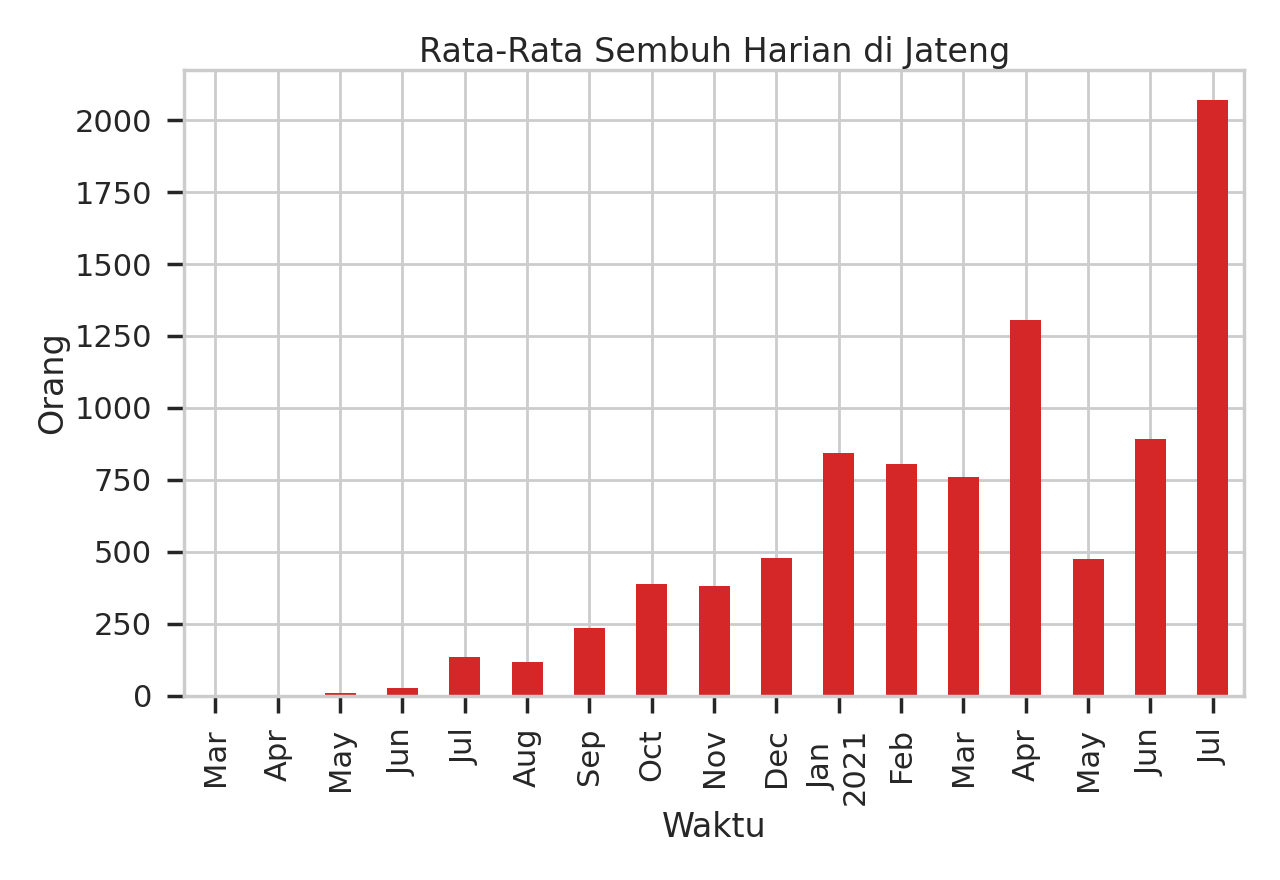 Rata-Rata Sembuh Harian di Jateng
2000
1750
1500
1250
1000
750
500
250
0
Orang
Mar
Apr
May
Jun
Jul
Aug
Sep
Oct
Nov
Dec
Jan
2021
Feb
Mar
Apr
May
Jun
Jul
Waktu